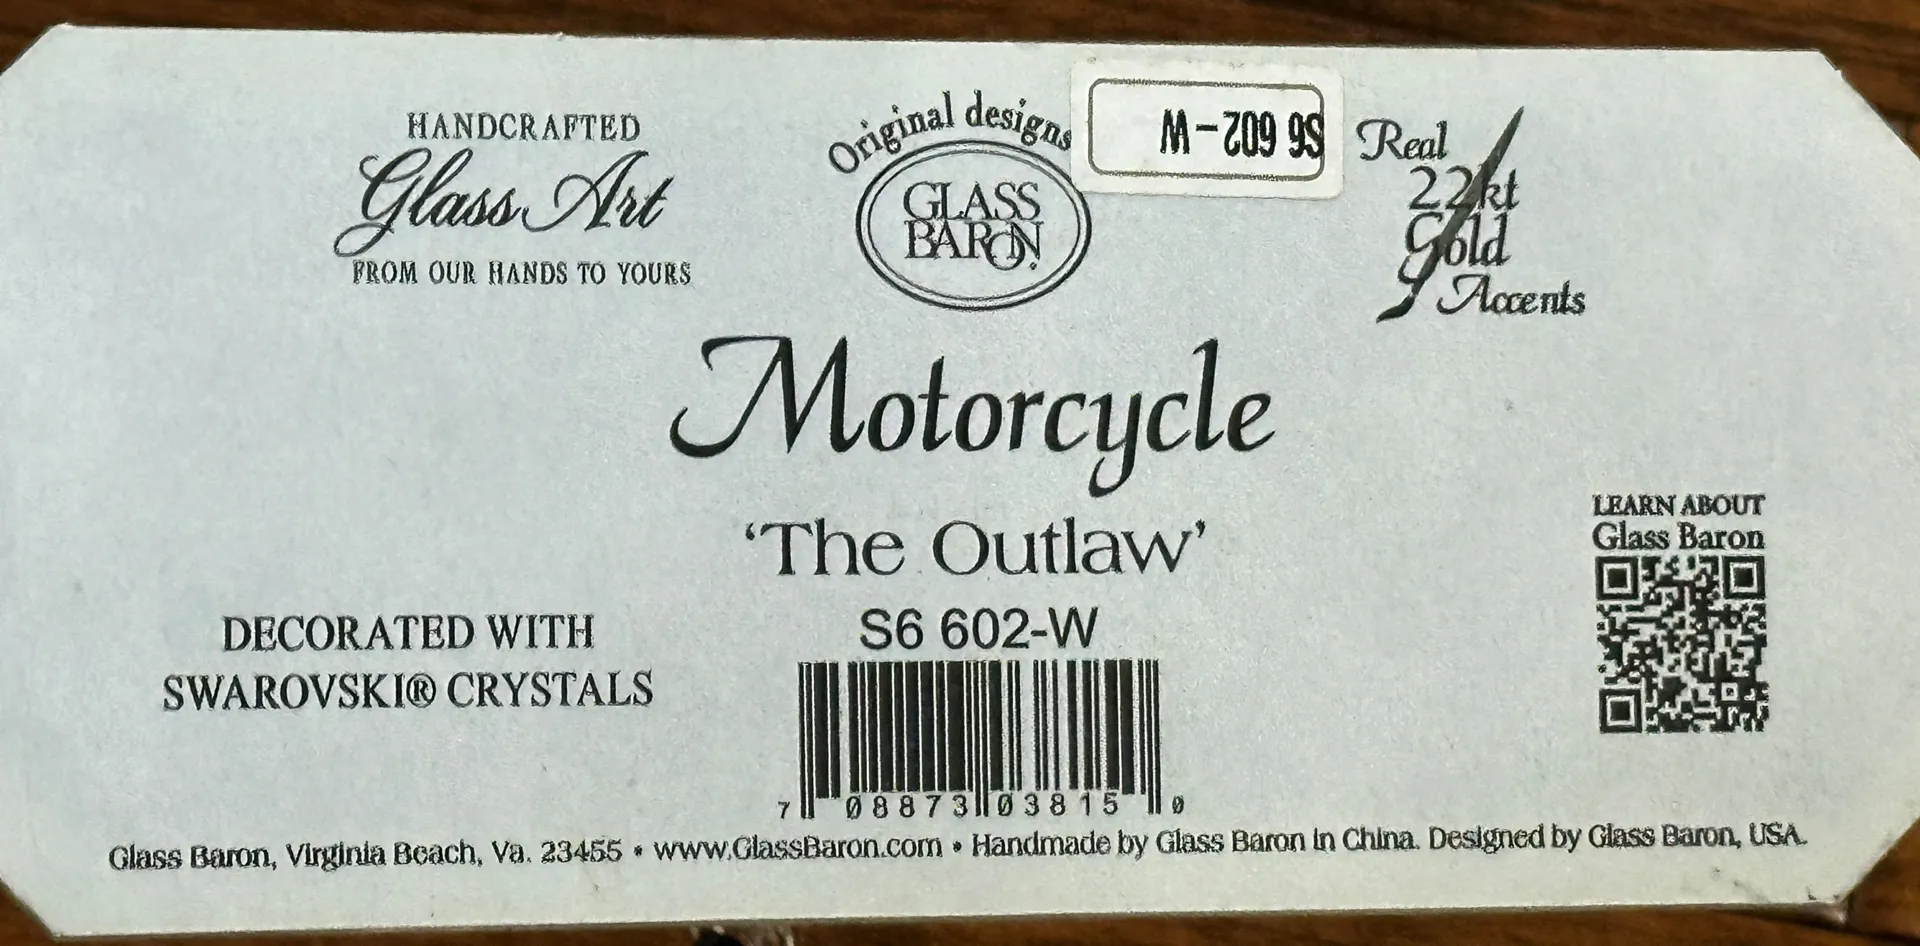 HANDCRAFTED
Glass Art
FROM OUR HANDS TO YOURS
Original designs
GLASS
BARON
S6 602-W
Real
22kt
Gold
Accents
Motorcycle
‘The Outlaw’
S6 602-W
7 08873 03815 0
DECORATED WITH
SWAROVSKI® CRYSTALS
LEARN ABOUT
Glass Baron
Glass Baron, Virginia Beach, Va. 23455 • www.GlassBaron.com • Handmade by Glass Baron in China. Designed by Glass Baron, USA.